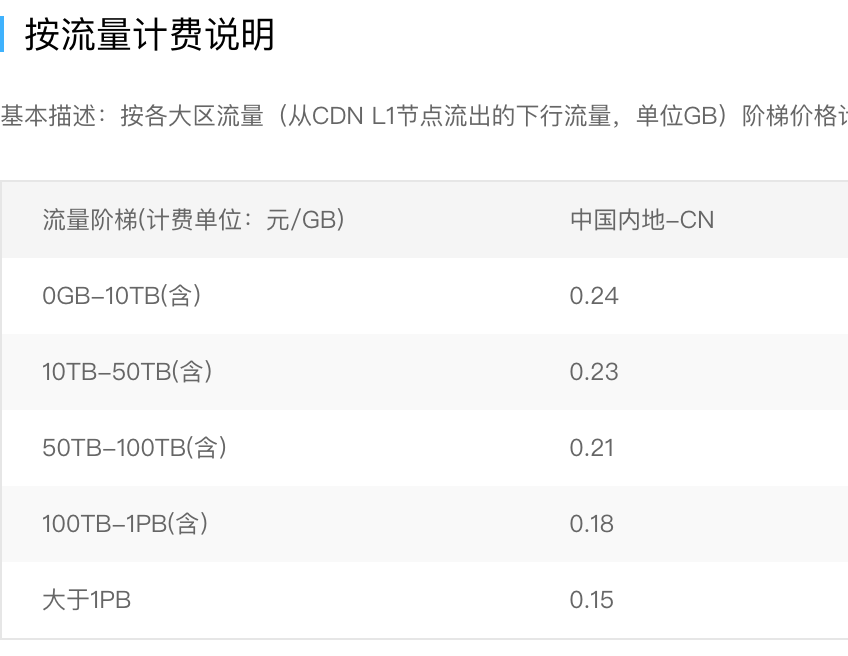 按流量计费说明
基本描述：按各大区流量（从CDN L1节点流出的下行流量，单位GB）阶梯价格计
流量阶梯(计费单位：元/GB) 中国内地-CN
0GB-10TB(含) 0.24
10TB-50TB(含) 0.23
50TB-100TB(含) 0.21
100TB-1PB(含) 0.18
大于1PB 0.15